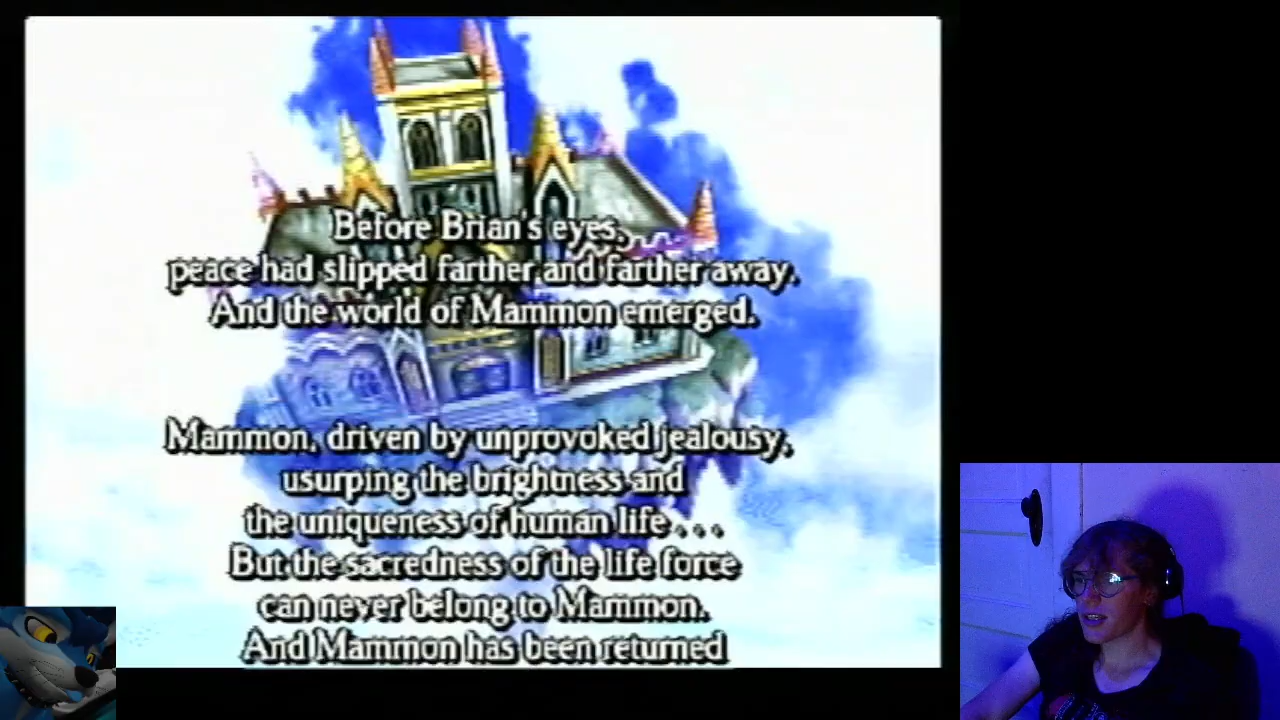 Before Brian's eyes,
peace had slipped farther and farther away.
And the world of Mammon emerged.
Mammon, driven by unprovoked jealousy,
usurping the brightness and
the uniqueness of human life . . .
But the sacredness of the life force
can never belong to Mammon.
And Mammon has been returned